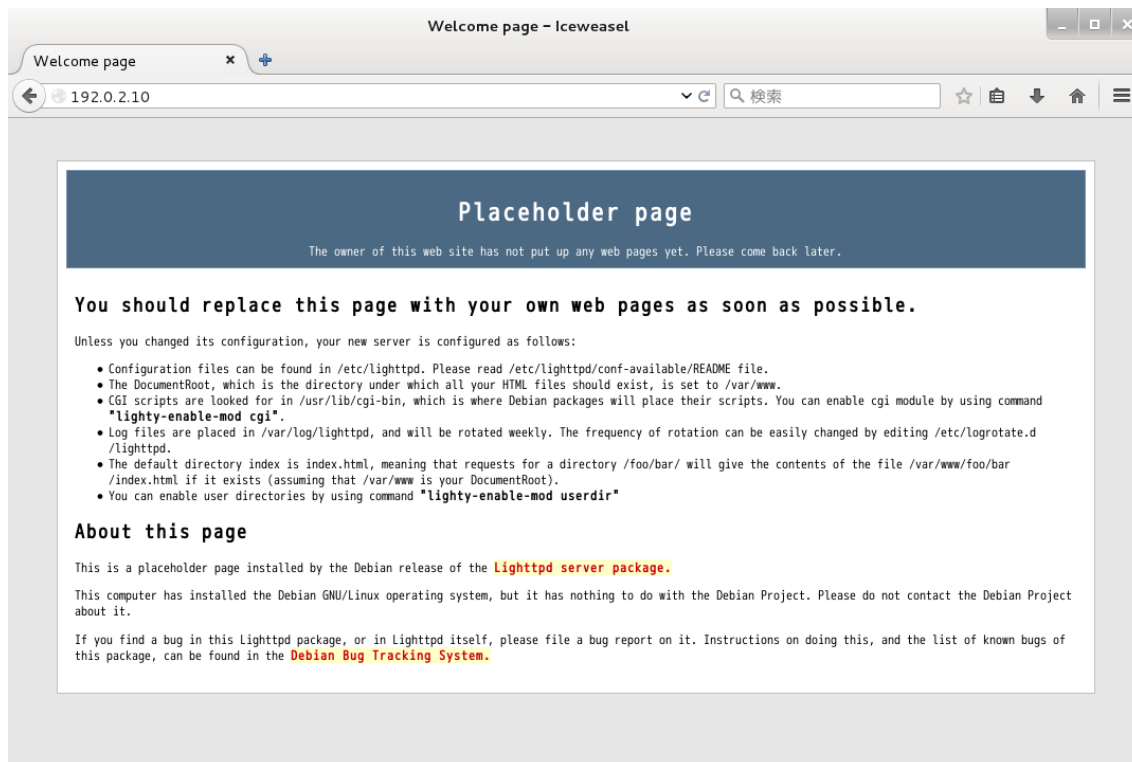 Welcome page – Iceweasel
Welcome page
192.0.2.10
検索
Placeholder page
The owner of this web site has not put up any web pages yet. Please come back later.
You should replace this page with your own web pages as soon as possible.
Unless you changed its configuration, your new server is configured as follows:
● Configuration files can be found in /etc/lighttpd. Please read /etc/lighttpd/conf-available/README file.
● The DocumentRoot, which is the directory under which all your HTML files should exist, is set to /var/www.
● CGI scripts are looked for in /usr/lib/cgi-bin, which is where Debian packages will place their scripts. You can enable cgi module by using command
"lighty-enable-mod cgi".
● Log files are placed in /var/log/lighttpd, and will be rotated weekly. The frequency of rotation can be easily changed by editing /etc/logrotate.d
/lighttpd.
● The default directory index is index.html, meaning that requests for a directory /foo/bar/ will give the contents of the file /var/www/foo/bar
/index.html if it exists (assuming that /var/www is your DocumentRoot).
● You can enable user directories by using command "lighty-enable-mod userdir"
About this page
This is a placeholder page installed by the Debian release of the Lighttpd server package.
This computer has installed the Debian GNU/Linux operating system, but it has nothing to do with the Debian Project. Please do not contact the Debian Project
about it.
If you find a bug in this Lighttpd package, or in Lighttpd itself, please file a bug report on it. Instructions on doing this, and the list of known bugs of
this package, can be found in the Debian Bug Tracking System.